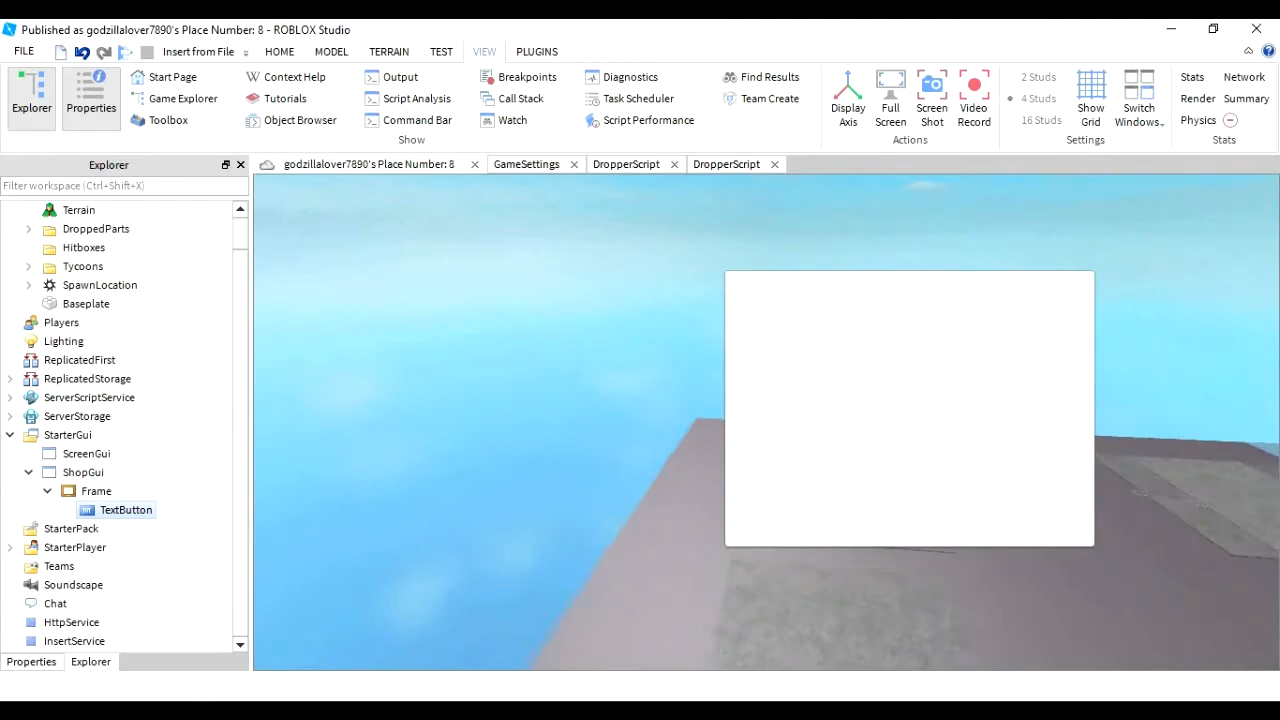 Published as godzillalover7890's Place Number: 8 - ROBLOX Studio
FILE Insert from File HOME MODEL TERRAIN TEST VIEW PLUGINS
Explorer
Properties
Start Page
Game Explorer
Toolbox
Context Help
Tutorials
Object Browser
Output
Script Analysis
Command Bar
Breakpoints
Call Stack
Watch
Diagnostics
Task Scheduler
Script Performance
Find Results
Team Create
Show
Display
Axis
Full
Screen
Screen
Shot
Video
Record
Actions
2 Studs
4 Studs
16 Studs
Show
Grid
Switch
Windows
Settings
Stats
Render
Physics
Network
Summary
Stats
Explorer
godzillalover7890's Place Number: 8
GameSettings
DropperScript
DropperScript
Filter workspace (Ctrl+Shift+X)
Terrain
DroppedParts
Hitboxes
Tycoons
SpawnLocation
Baseplate
Players
Lighting
ReplicatedFirst
ReplicatedStorage
ServerScriptService
ServerStorage
StarterGui
ScreenGui
ShopGui
Frame
TextButton
StarterPack
StarterPlayer
Teams
Soundscape
Chat
HttpService
InsertService
Properties Explorer